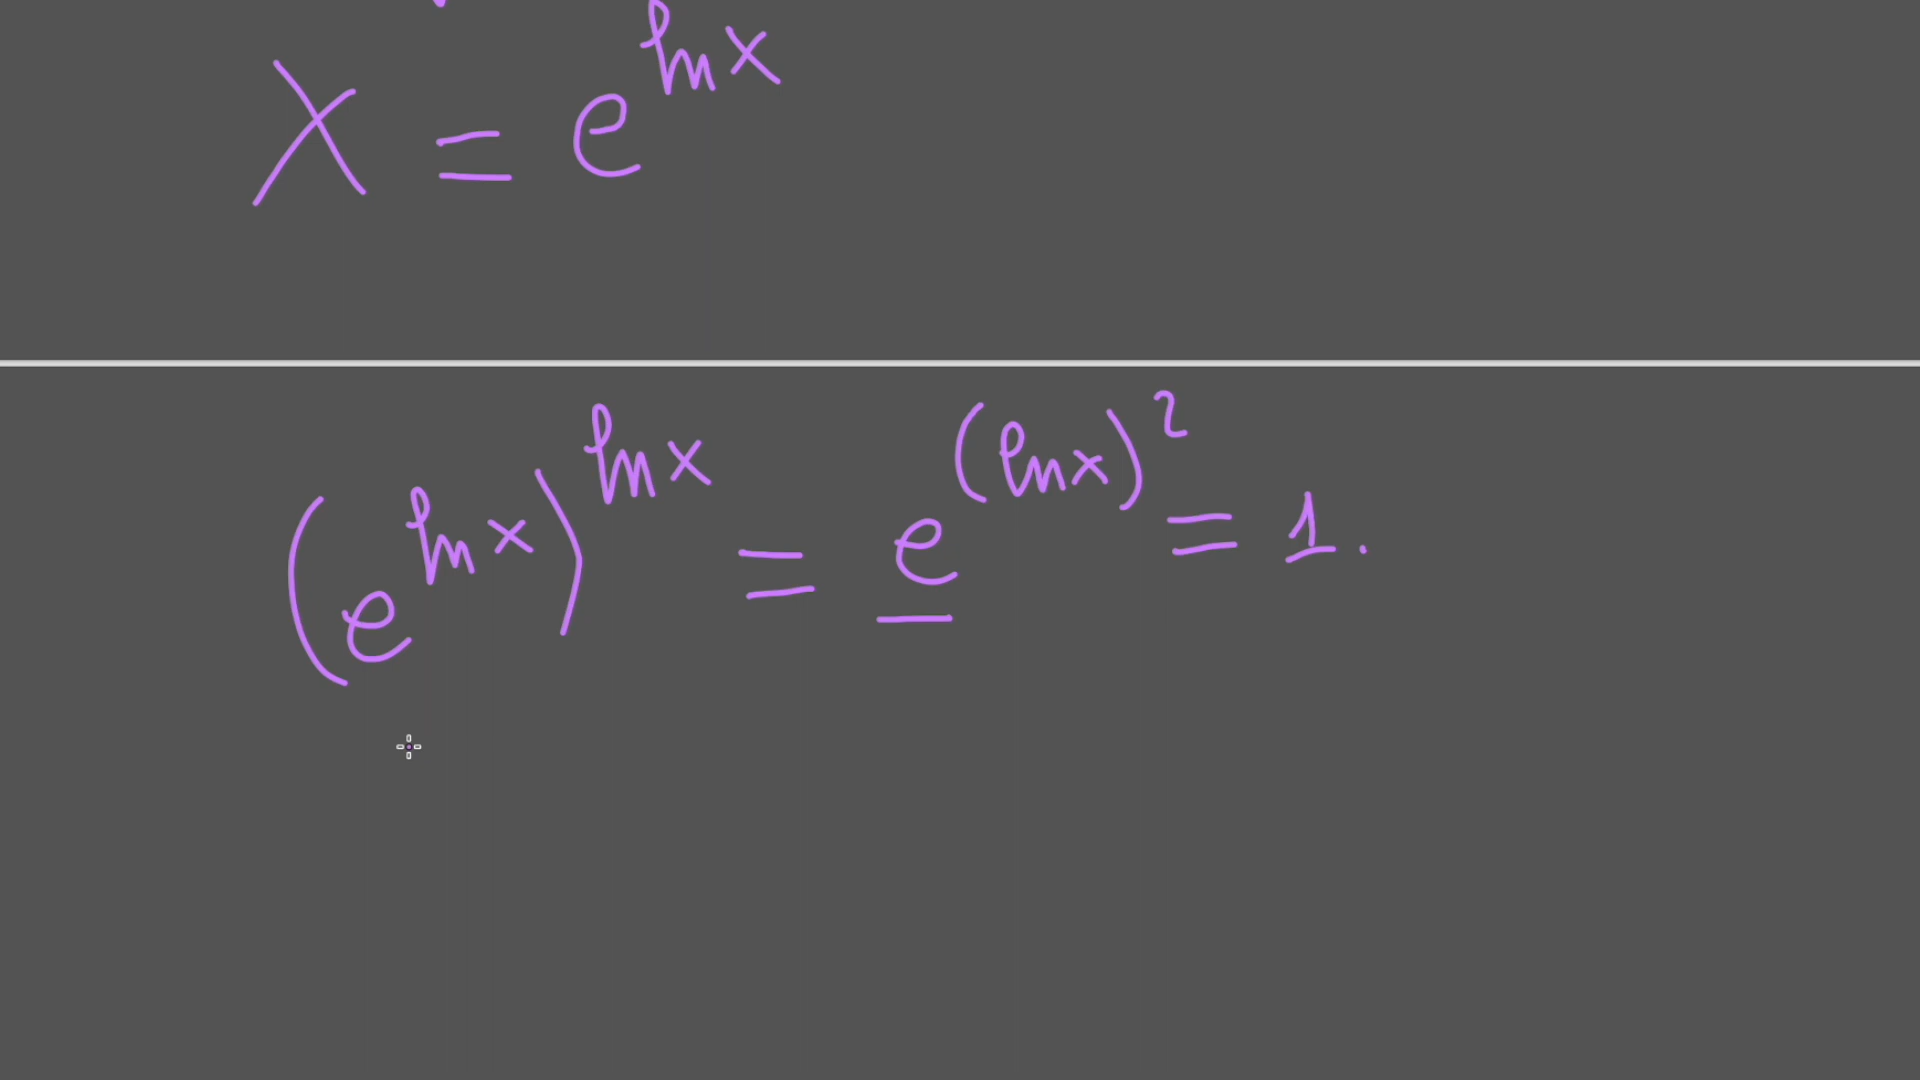 x = e^{ln x}
(e^{ln x})^{ln x} = e^{(ln x)^2} = 1.